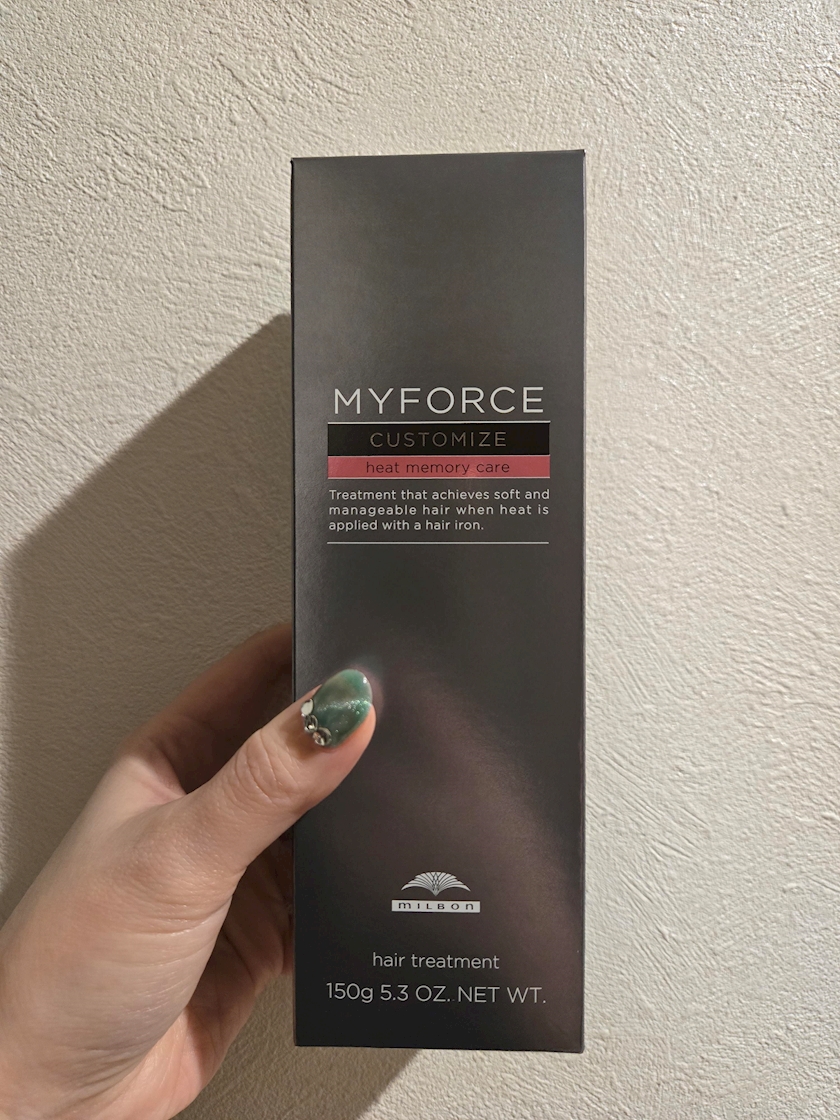 MYFORCE
CUSTOMIZE
heat memory care
Treatment that achieves soft and
manageable hair when heat is
applied with a hair iron.
MILBON
hair treatment
150g 5.3 OZ. NET WT.